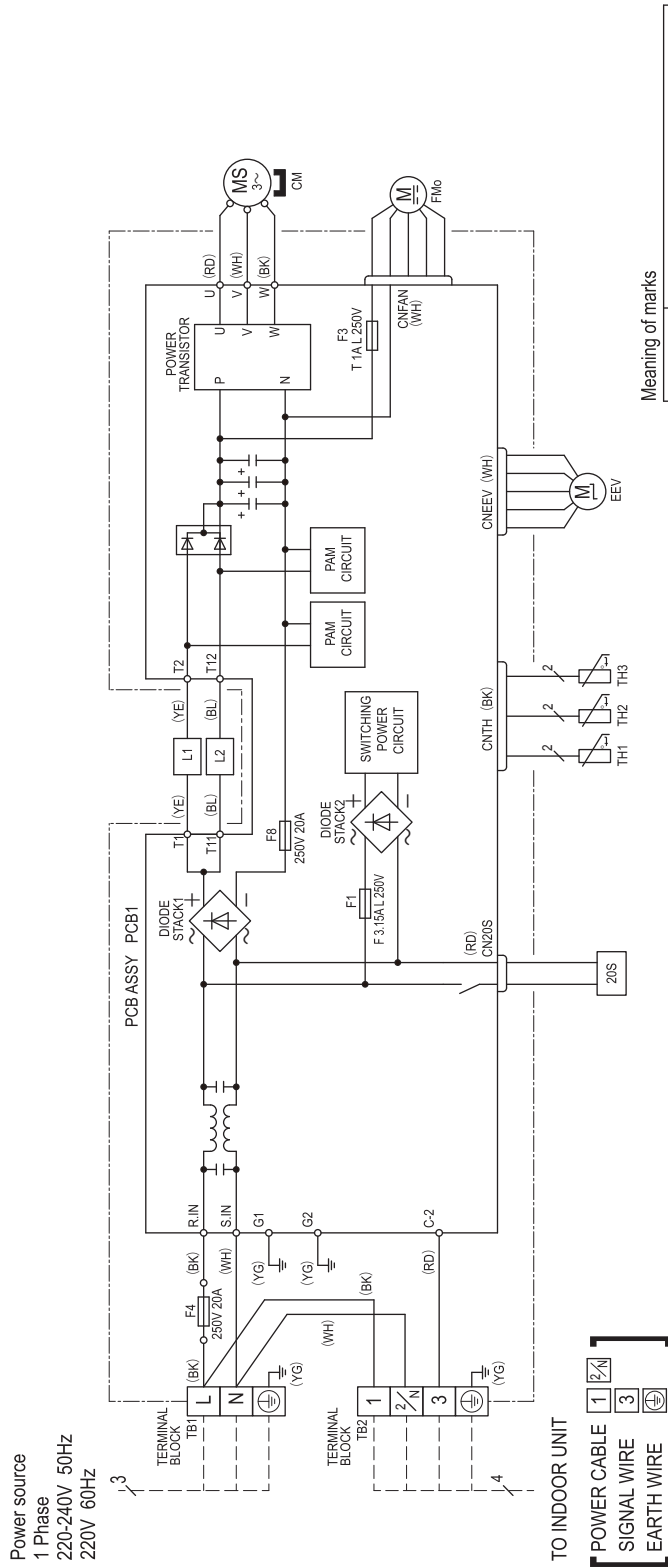 Power source
1 Phase
220-240V 50Hz
220V 60Hz
3
TERMINAL
BLOCK
TB1
L
N
(BK)
F4
250V 20A
(BK)
(WH)
(YG)
(YG)
(YG)
R.IN
S.IN
G1
G2
C-2
(BK)
(WH)
(RD)
TERMINAL
BLOCK
TB2
1
2/N
3
(YG)
4
TO INDOOR UNIT
POWER CABLE 1 2/N
SIGNAL WIRE 3
EARTH WIRE
PCB ASSY PCB1
DIODE
STACK1
+
−
T1
T11
(YE)
(BL)
L1
L2
(YE)
(BL)
T2
T12
F8
250V 20A
F1
F 3.15A L 250V
DIODE
STACK2
+
−
SWITCHING
POWER
CIRCUIT
PAM
CIRCUIT
PAM
CIRCUIT
+
+
+
POWER
TRANSISTOR
P
N
U
V
W
U
V
W
(RD)
(WH)
(BK)
MS
3~
CM
F3
T 1A L 250V
CNFAN
(WH)
M
FMo
(RD)
CN20S
20S
CNTH (BK)
2
2
2
t°
t°
t°
TH1
TH2
TH3
CNEEV (WH)
M
EEV
Meaning of marks